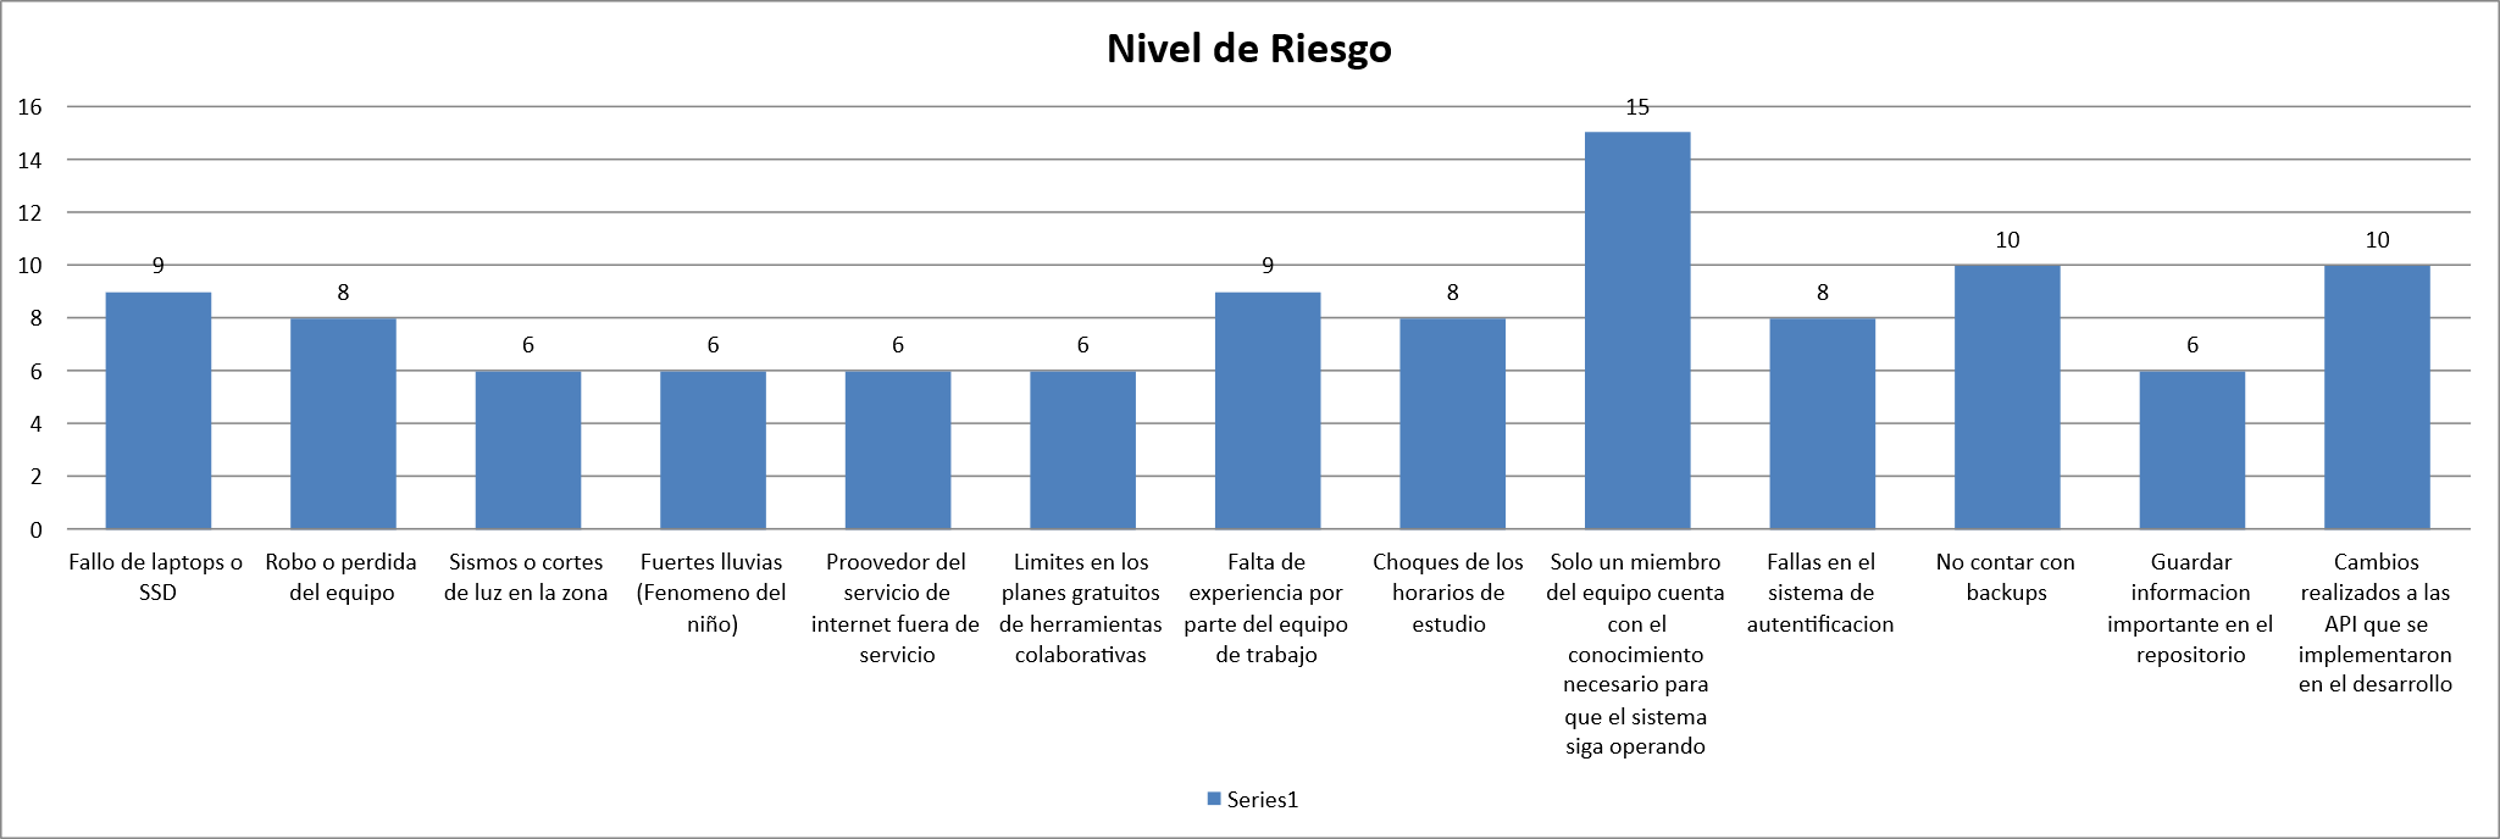 Nivel de Riesgo
16
14
12
10
8
6
4
2
0
9
8
6
6
6
6
9
8
15
8
10
6
10
Fallo de laptops o
SSD
Robo o perdida
del equipo
Sismos o cortes
de luz en la zona
Fuertes lluvias
(Fenomeno del
niño)
Proovedor del
servicio de
internet fuera de
servicio
Limites en los
planes gratuitos
de herramientas
colaborativas
Falta de
experiencia por
parte del equipo
de trabajo
Choques de los
horarios de
estudio
Solo un miembro
del equipo cuenta
con el
conocimiento
necesario para
que el sistema
siga operando
Fallas en el
sistema de
autentificacion
No contar con
backups
Guardar
informacion
importante en el
repositorio
Cambios
realizados a las
API que se
implementaron
en el desarrollo
Series1